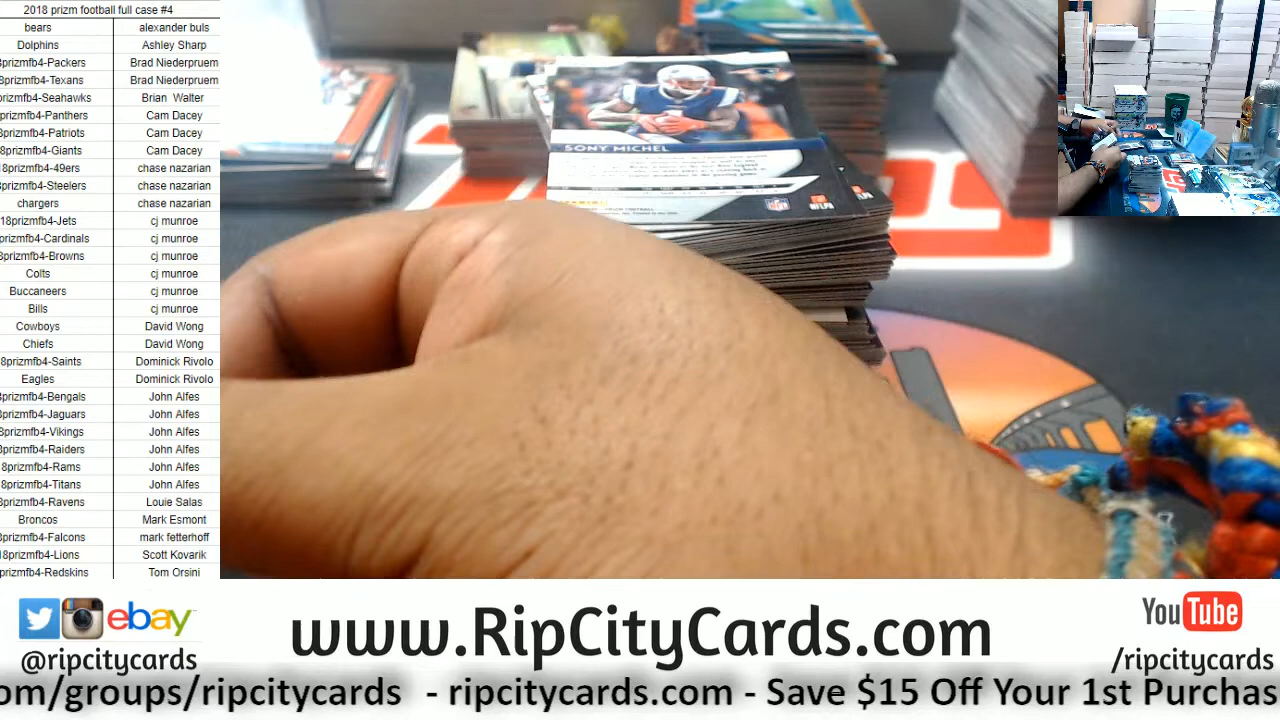 2018 prizm football full case #4
bears alexander buls
Dolphins Ashley Sharp
8prizmfb4-Packers Brad Niederpruem
8prizmfb4-Texans Brad Niederpruem
prizmfb4-Seahawks Brian Walter
prizmfb4-Panthers Cam Dacey
8prizmfb4-Patriots Cam Dacey
8prizmfb4-Giants Cam Dacey
8prizmfb4-49ers chase nazarian
chase nazarian
chargers chase nazarian
18prizmfb4-Jets cj munroe
prizmfb4-Cardinals cj munroe
8prizmfb4-Browns cj munroe
Colts cj munroe
Buccaneers cj munroe
Bills cj munroe
Cowboys David Wong
Chiefs David Wong
8prizmfb4-Saints Dominick Rivolo
Eagles Dominick Rivolo
8prizmfb4-Bengals John Alfes
prizmfb4-Jaguars John Alfes
8prizmfb4-Vikings John Alfes
8prizmfb4-Raiders John Alfes
8prizmfb4-Rams John Alfes
18prizmfb4-Titans John Alfes
8prizmfb4-Ravens Louie Salas
Broncos Mark Esmont
8prizmfb4-Falcons mark fetterhoff
18prizmfb4-Lions Scott Kovarik
prizmfb4-Redskins Tom Orsini
SONY MICHEL
NFL
NFLPA
ebay
@ripcitycards
www.RipCityCards.com
YouTube
/ripcitycards
om/groups/ripcitycards - ripcitycards.com - Save $15 Off Your 1st Purchas